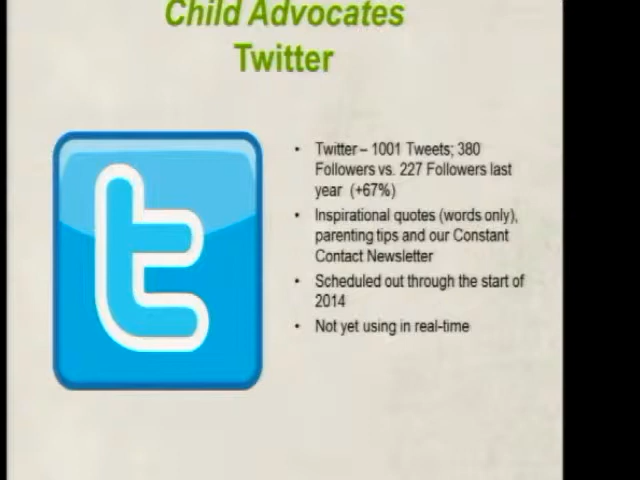 Child Advocates
Twitter
• Twitter – 1001 Tweets; 380
Followers vs. 227 Followers last
year (+67%)
• Inspirational quotes (words only),
parenting tips and our Constant
Contact Newsletter
• Scheduled out through the start of
2014
• Not yet using in real-time
t